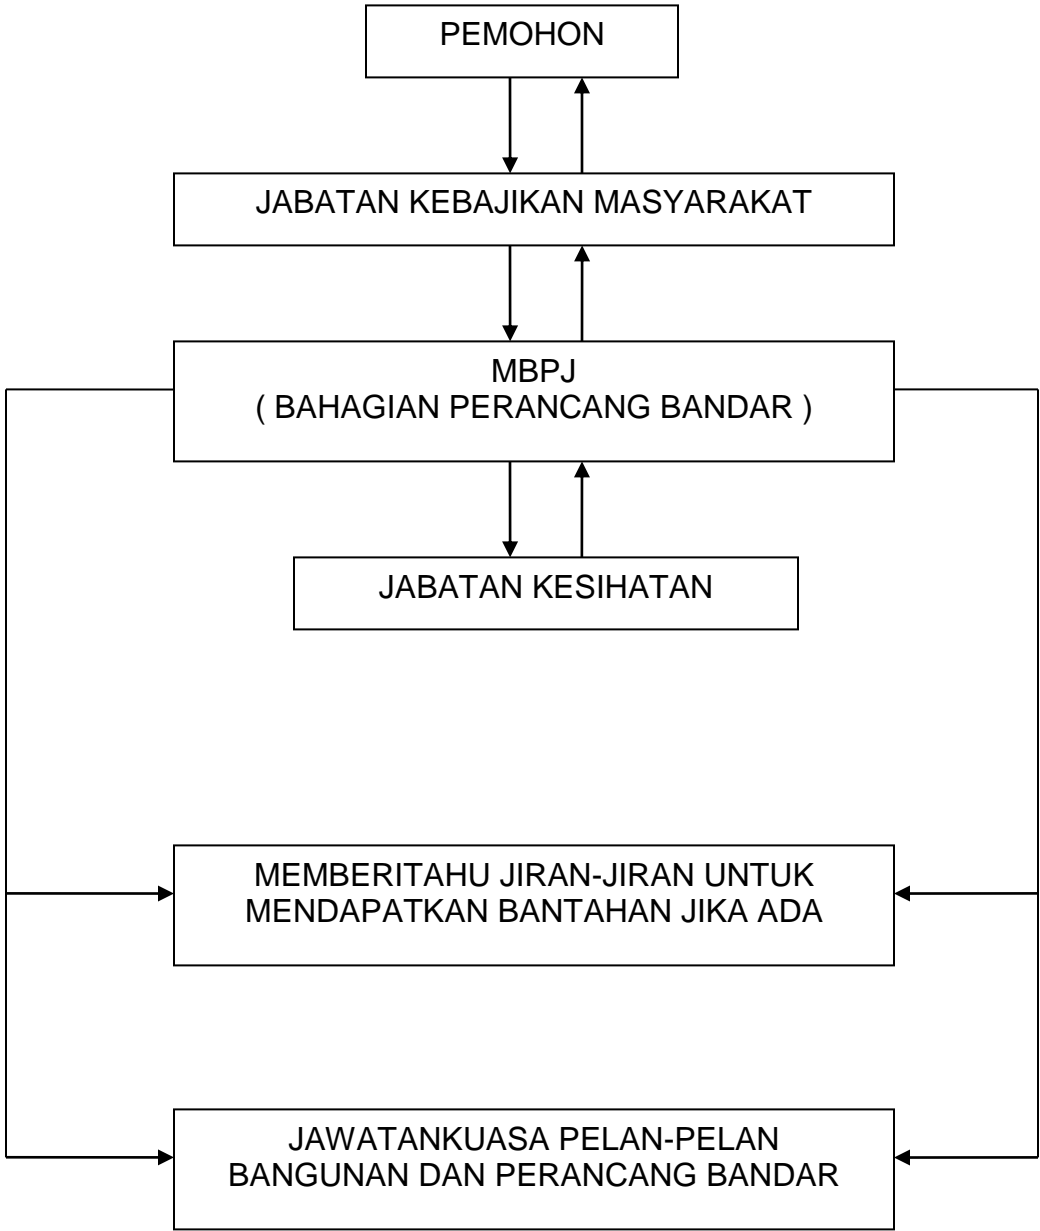 PEMOHON
JABATAN KEBAJIKAN MASYARAKAT
MBPJ
( BAHAGIAN PERANCANG BANDAR )
JABATAN KESIHATAN
MEMBERITAHU JIRAN-JIRAN UNTUK
MENDAPATKAN BANTAHAN JIKA ADA
JAWATANKUASA PELAN-PELAN
BANGUNAN DAN PERANCANG BANDAR